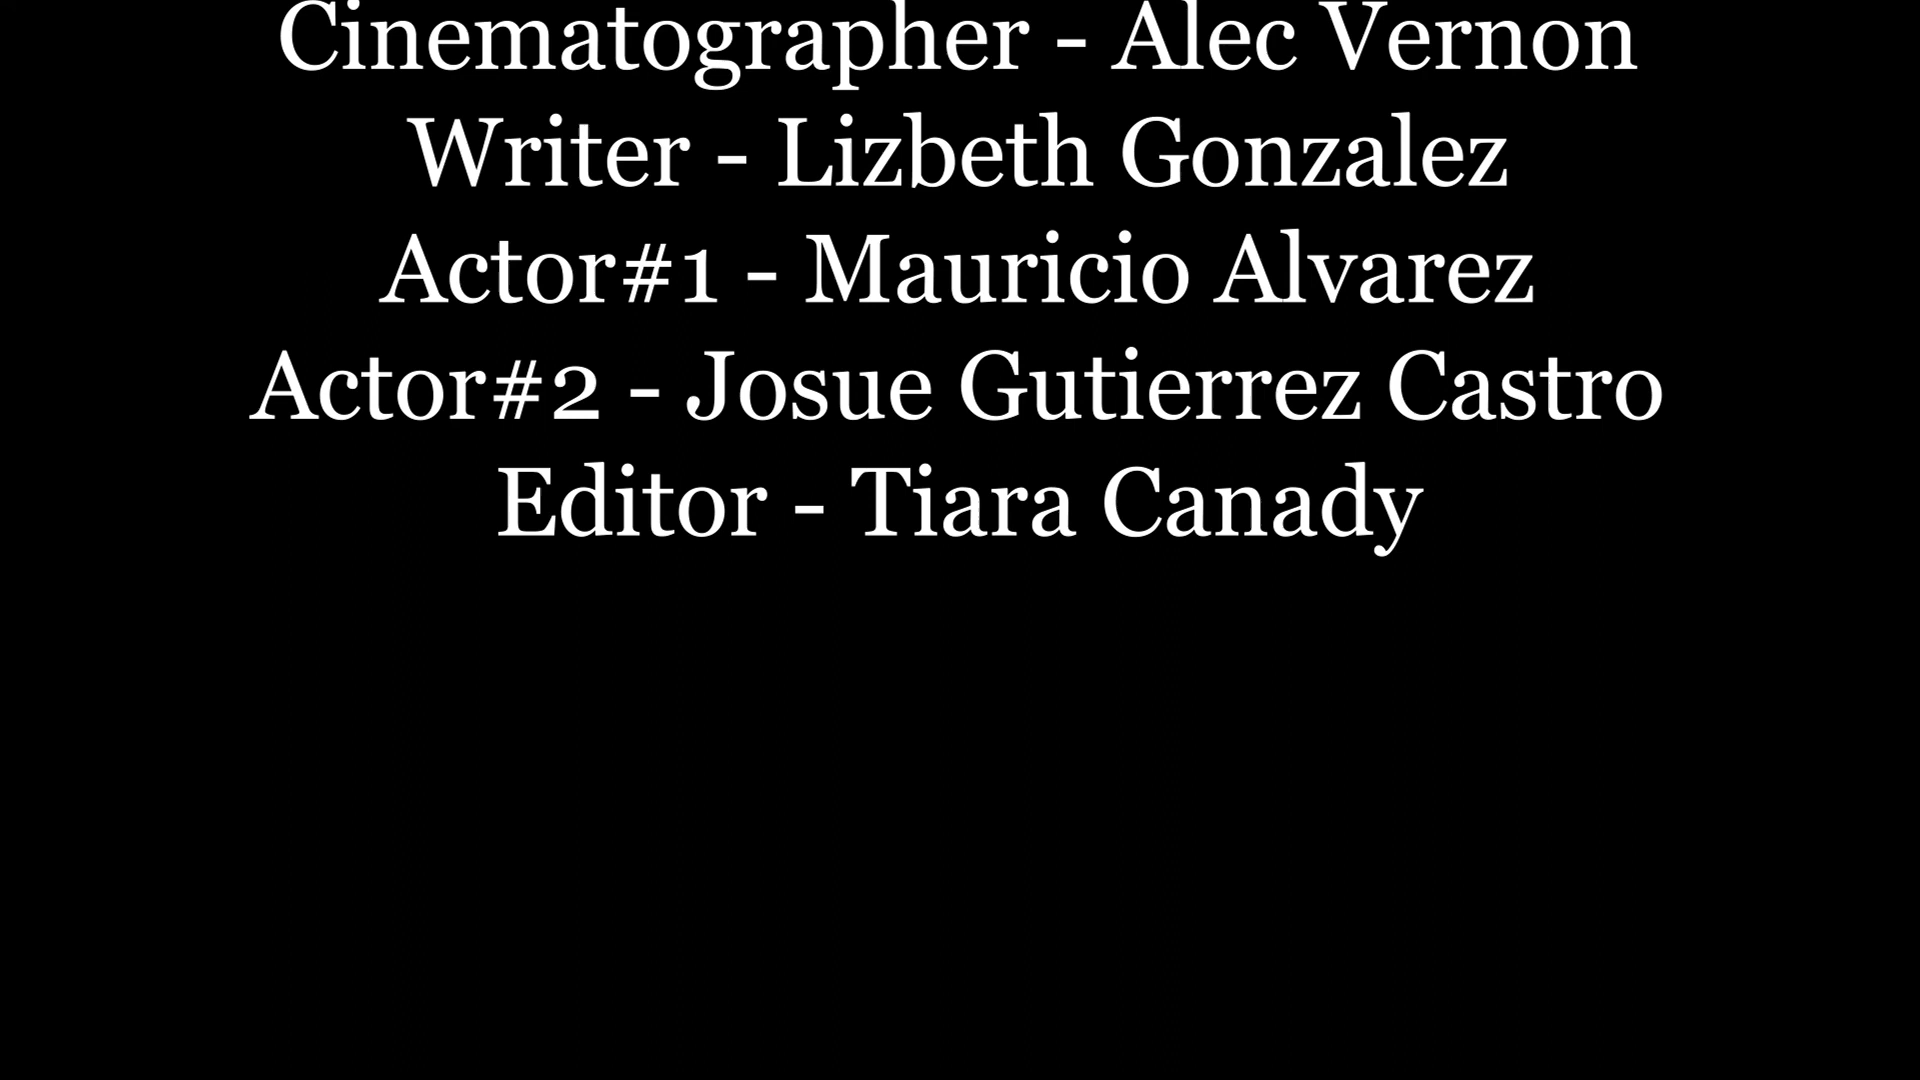 Cinematographer - Alec Vernon
Writer - Lizbeth Gonzalez
Actor#1 - Mauricio Alvarez
Actor#2 - Josue Gutierrez Castro
Editor - Tiara Canady